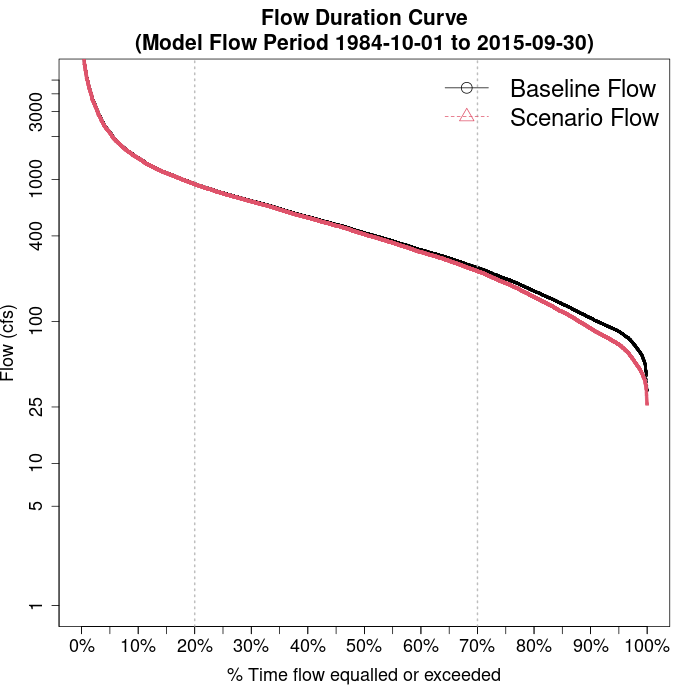 Flow Duration Curve
(Model Flow Period 1984-10-01 to 2015-09-30)
Baseline Flow
Scenario Flow
Flow (cfs)
3000
1000
400
100
25
10
5
1
0% 10% 20% 30% 40% 50% 60% 70% 80% 90% 100%
% Time flow equalled or exceeded